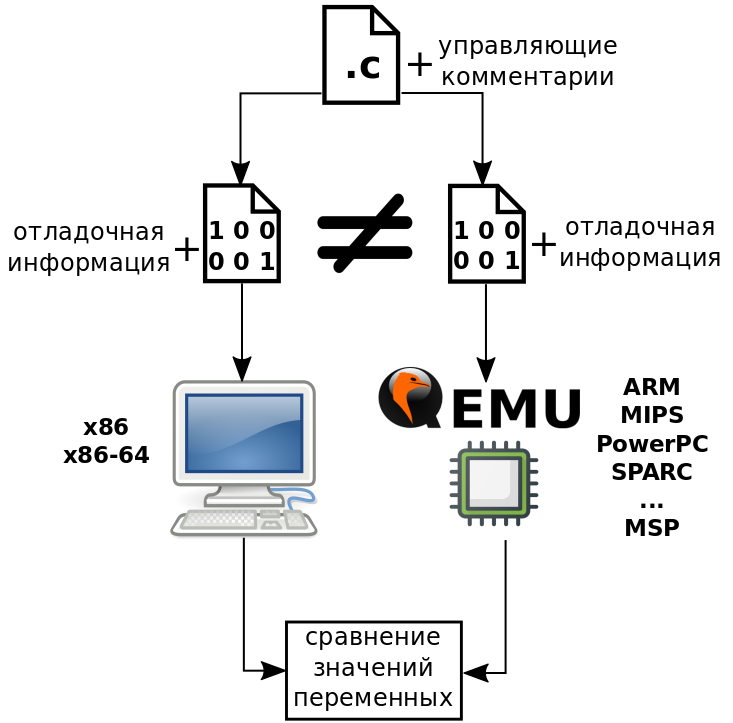 .c
+
управляющие
комментарии
отладочная
информация
+
1 0 0
0 0 1
≠
1 0 0
0 0 1
+
отладочная
информация
x86
x86-64
QEMU
ARM
MIPS
PowerPC
SPARC
...
MSP
сравнение
значений
переменных